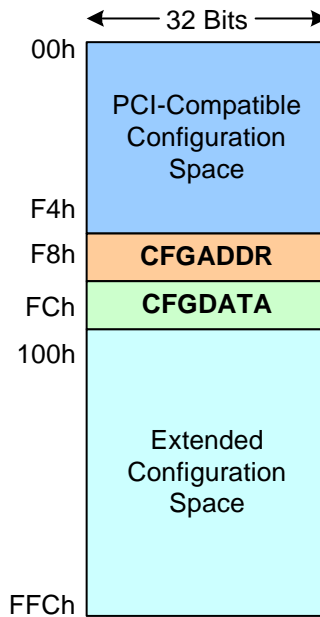 32 Bits
00h
PCI-Compatible
Configuration
Space
F4h
F8h
CFGADDR
FCh
CFGDATA
100h
Extended
Configuration
Space
FFCh